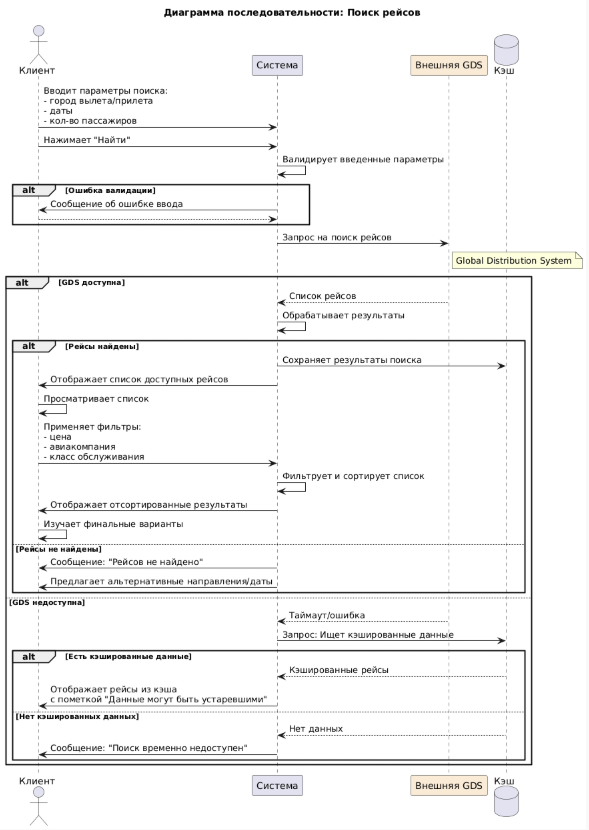 Диаграмма последовательности: Поиск рейсов
Клиент
Система
Внешняя GDS
Кэш
Вводит параметры поиска:
- город вылета/прилета
- даты
- кол-во пассажиров
Нажимает "Найти"
Валидирует введенные параметры
alt
[Ошибка валидации]
Сообщение об ошибке ввода
Запрос на поиск рейсов
Global Distribution System
alt
[GDS доступна]
Список рейсов
Обрабатывает результаты
alt
[Рейсы найдены]
Сохраняет результаты поиска
Отображает список доступных рейсов
Просматривает список
Применяет фильтры:
- цена
- авиакомпания
- класс обслуживания
Фильтрует и сортирует список
Отображает отсортированные результаты
Изучает финальные варианты
[Рейсы не найдены]
Сообщение: "Рейсов не найдено"
Предлагает альтернативные направления/даты
[GDS недоступна]
Таймаут/ошибка
Запрос: Ищет кэшированные данные
alt
[Есть кэшированные данные]
Кэшированные рейсы
Отображает рейсы из кэша
с пометкой "Данные могут быть устаревшими"
[Нет кэшированных данных]
Нет данных
Сообщение: "Поиск временно недоступен"
Клиент
Система
Внешняя GDS
Кэш